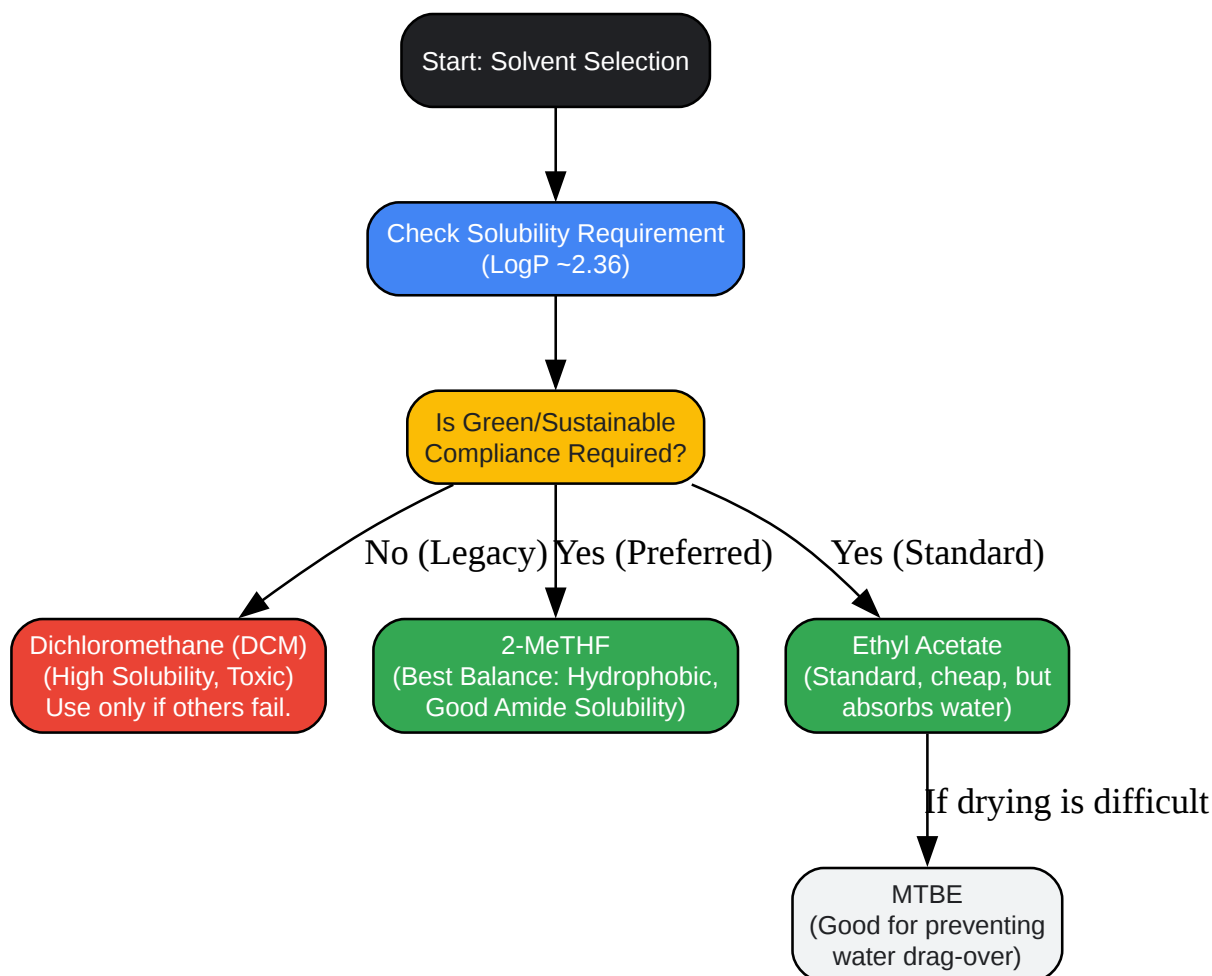 Start: Solvent Selection
Check Solubility Requirement
(LogP ~2.36)
Is Green/Sustainable
Compliance Required?
No (Legacy)
Yes (Preferred)
Yes (Standard)
Dichloromethane (DCM)
(High Solubility, Toxic)
Use only if others fail.
2-MeTHF
(Best Balance: Hydrophobic,
Good Amide Solubility)
Ethyl Acetate
(Standard, cheap, but
absorbs water)
If drying is difficult
MTBE
(Good for preventing
water drag-over)